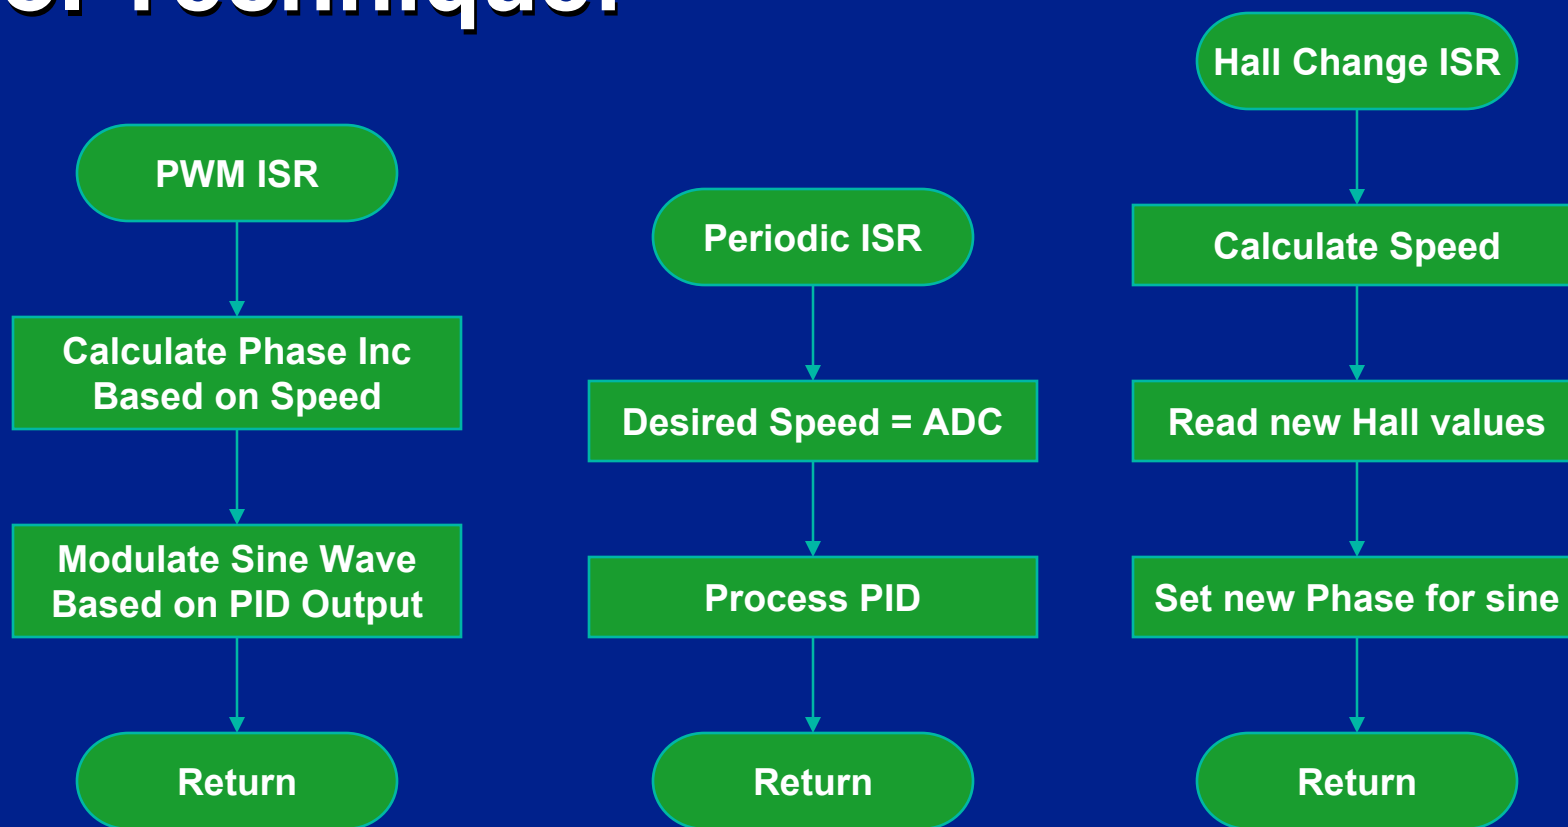 PWM ISR
Calculate Phase Inc
Based on Speed
Modulate Sine Wave
Based on PID Output
Return
Periodic ISR
Desired Speed = ADC
Process PID
Return
Hall Change ISR
Calculate Speed
Read new Hall values
Set new Phase for sine
Return